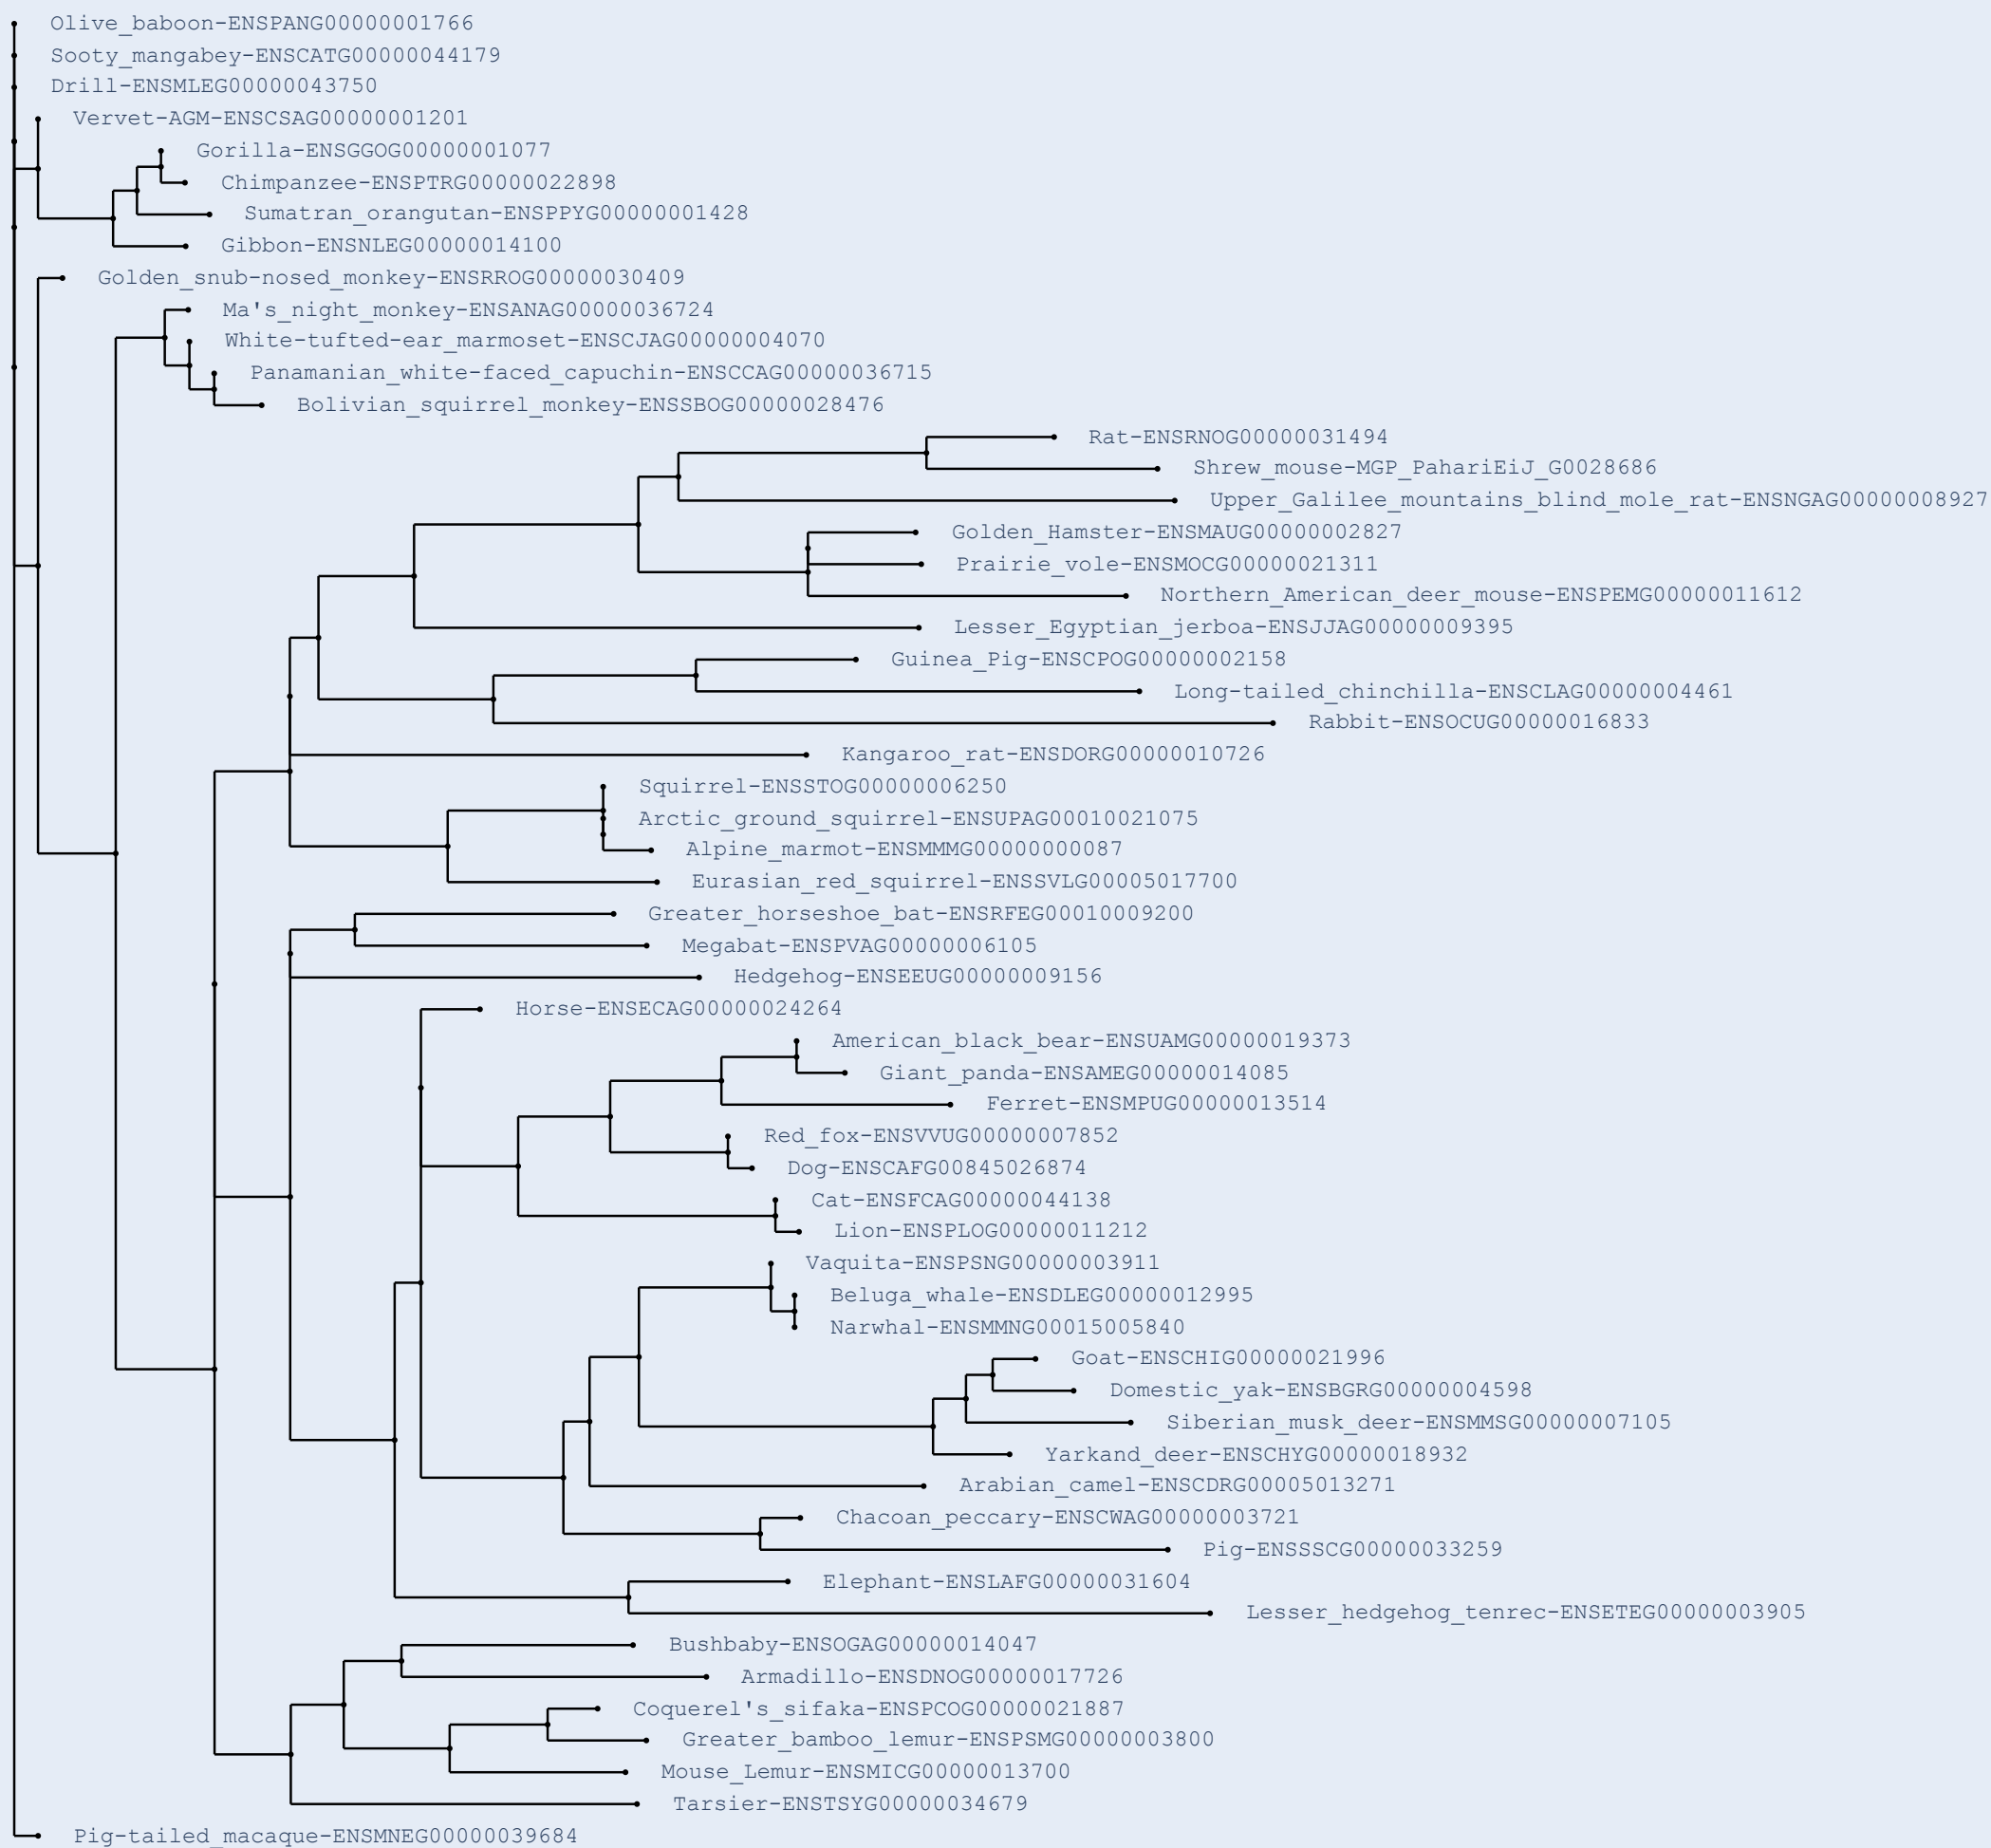 Olive_baboon-ENSPANG00000001766
Sooty_mangabey-ENSCATG00000044179
Drill-ENSMLEG00000043750
Vervet-AGM-ENSCSAG00000001201
Gorilla-ENSGGOG00000001077
Chimpanzee-ENSPTRG00000022898
Sumatran_orangutan-ENSPPYG00000001428
Gibbon-ENSNLEG00000014100
Golden_snub-nosed_monkey-ENSRROG00000030409
Ma's_night_monkey-ENSANAG00000036724
White-tufted-ear_marmoset-ENSCJAG00000004070
Panamanian_white-faced_capuchin-ENSCCAG00000036715
Bolivian_squirrel_monkey-ENSSBOG00000028476
Rat-ENSRNOG00000031494
Shrew_mouse-MGP_PahariEiJ_G0028686
Upper_Galilee_mountains_blind_mole_rat-ENSNGAG00000008927
Golden_Hamster-ENSMAUG00000002827
Prairie_vole-ENSMOCG00000021311
Northern_American_deer_mouse-ENSPEMG00000011612
Lesser_Egyptian_jerboa-ENSJJAG00000009395
Guinea_Pig-ENSCPOG00000002158
Long-tailed_chinchilla-ENSCLAG00000004461
Rabbit-ENSOCUG00000016833
Kangaroo_rat-ENSDORG00000010726
Squirrel-ENSSTOG00000006250
Arctic_ground_squirrel-ENSUPAG00010021075
Alpine_marmot-ENSMMMG00000000087
Eurasian_red_squirrel-ENSSVLG00005017700
Greater_horseshoe_bat-ENSRFEG00010009200
Megabat-ENSPVAG00000006105
Hedgehog-ENSEEUG00000009156
Horse-ENSECAG00000024264
American_black_bear-ENSUAMG00000019373
Giant_panda-ENSAMEG00000014085
Ferret-ENSMPUG00000013514
Red_fox-ENSVVUG00000007852
Dog-ENSCAFG00845026874
Cat-ENSFCAG00000044138
Lion-ENSPLOG00000011212
Vaquita-ENSPSNG00000003911
Beluga_whale-ENSDLEG00000012995
Narwhal-ENSMMNG00015005840
Goat-ENSCHIG00000021996
Domestic_yak-ENSBGRG00000004598
Siberian_musk_deer-ENSMMSG00000007105
Yarkand_deer-ENSCHYG00000018932
Arabian_camel-ENSCDRG00005013271
Chacoan_peccary-ENSCWAG00000003721
Pig-ENSSSCG00000033259
Elephant-ENSLAFG00000031604
Lesser_hedgehog_tenrec-ENSETEG00000003905
Bushbaby-ENSOGAG00000014047
Armadillo-ENSDNOG00000017726
Coquerel's_sifaka-ENSPCOG00000021887
Greater_bamboo_lemur-ENSPSMG00000003800
Mouse_Lemur-ENSMICG00000013700
Tarsier-ENSTSYG00000034679
Pig-tailed_macaque-ENSMNEG00000039684